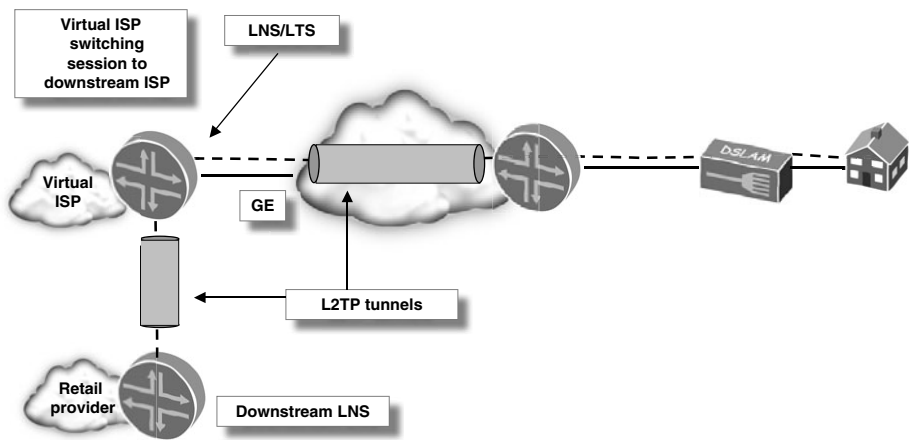 Virtual ISP
switching
session to
downstream ISP
LNS/LTS
DSLAM
Virtual
ISP
GE
L2TP tunnels
Retail
provider
Downstream LNS